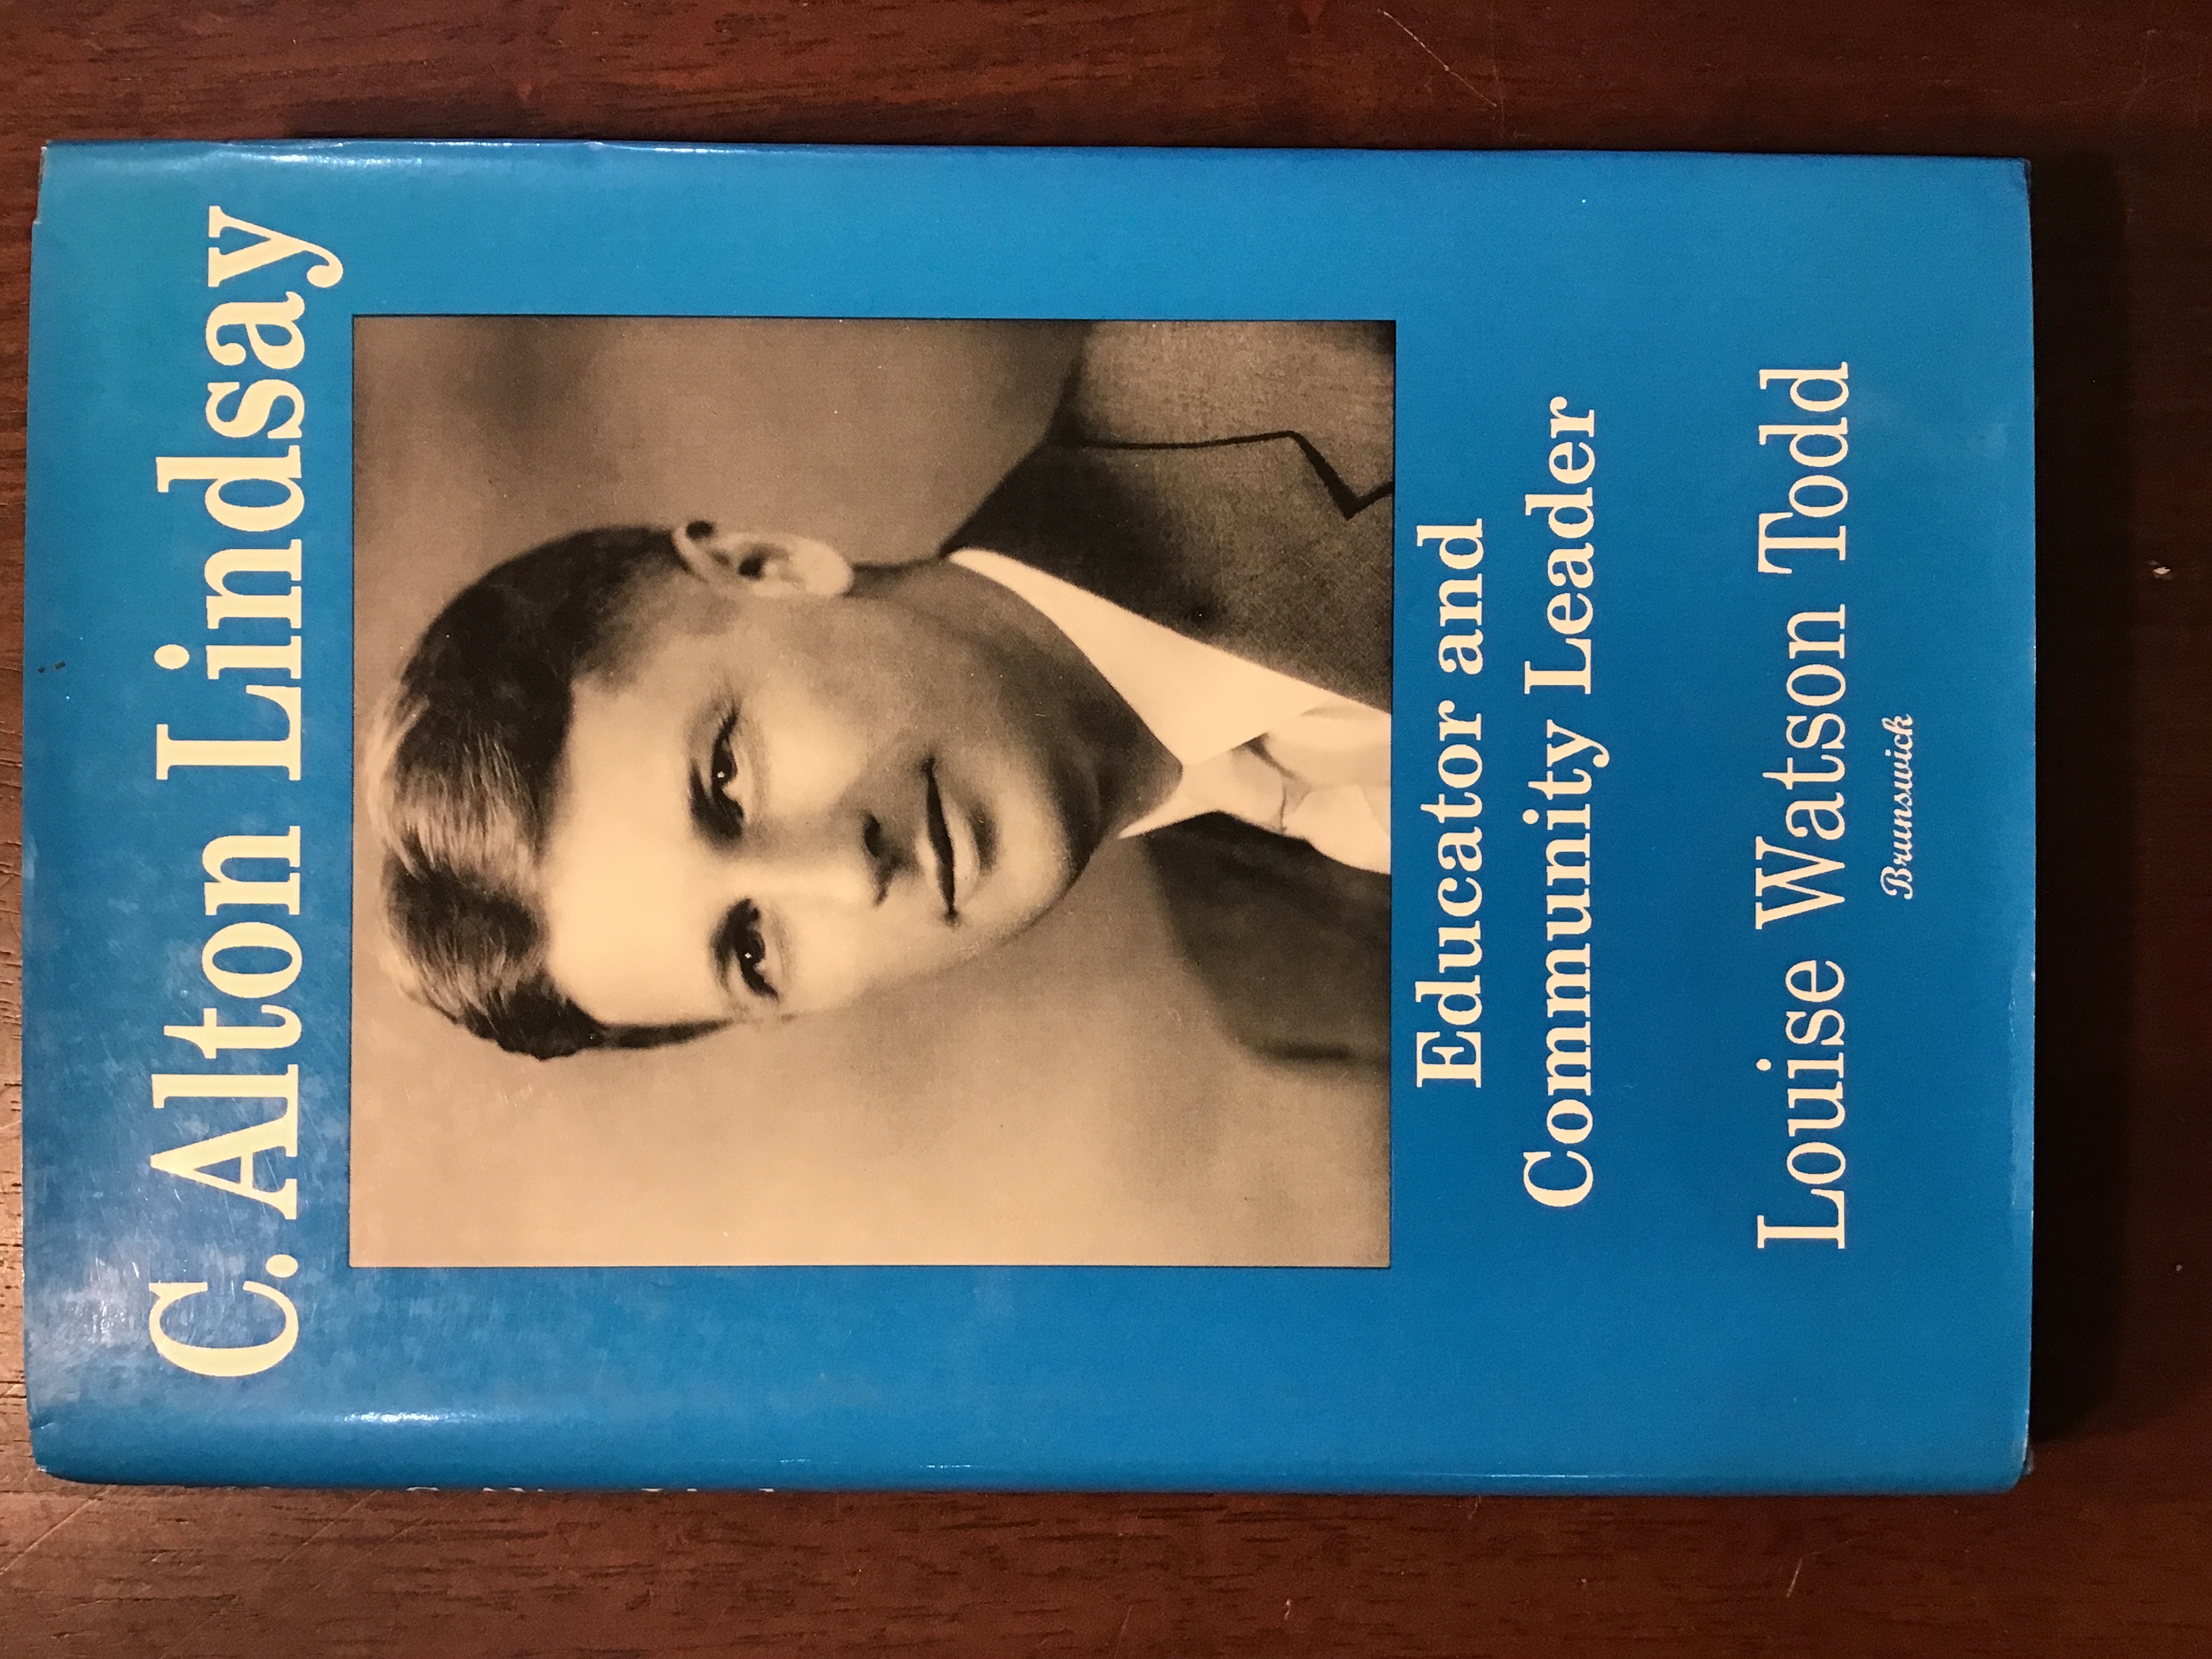 C. Alton Lindsay
Educator and
Community Leader
Louise Watson Todd
Brunswick